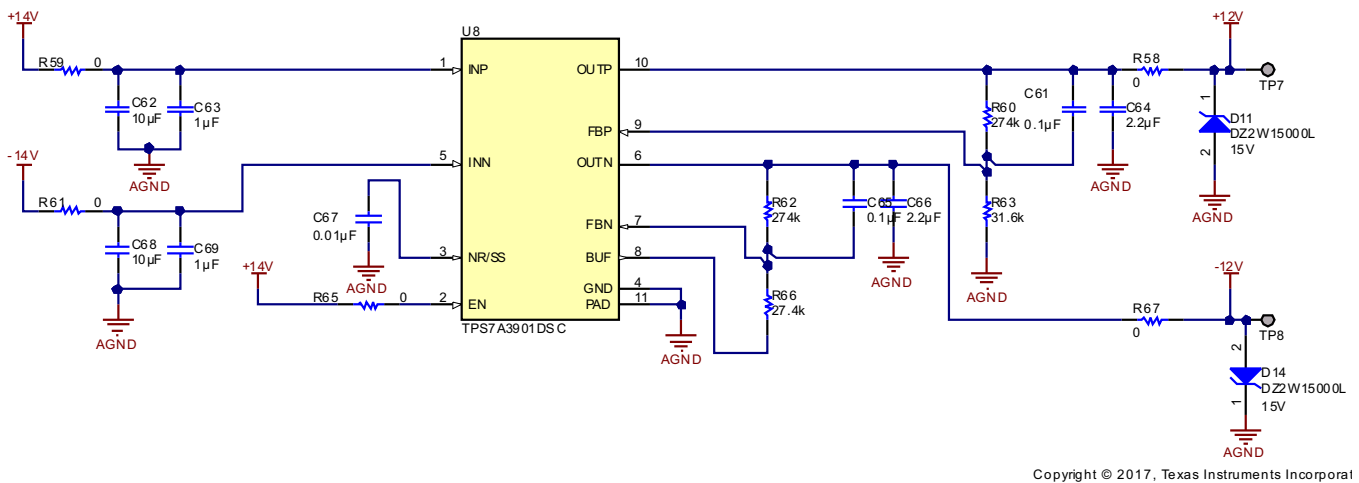 +14V
R59 0
C62
10µF
C63
1µF
AGND
-14V
R61 0
C68
10µF
C69
1µF
AGND
C67
0.01µF
AGND
+14V
R65 0
U8
1 INP
5 INN
3 NR/SS
2 EN
OUTP 10
FBP 9
OUTN 6
FBN 7
BUF 8
GND 4
PAD 11
TPS7A3901DSC
AGND
R62
274k
R66
27.4k
C65
0.1µF
C66
2.2µF
AGND
R60
274k
R63
31.6k
AGND
C61
0.1µF
C64
2.2µF
AGND
R58
0
+12V
TP7
1
2
D11
DZ2W15000L
15V
AGND
R67
0
-12V
TP8
2
1
D14
DZ2W15000L
15V
AGND
Copyright © 2017, Texas Instruments Incorporat